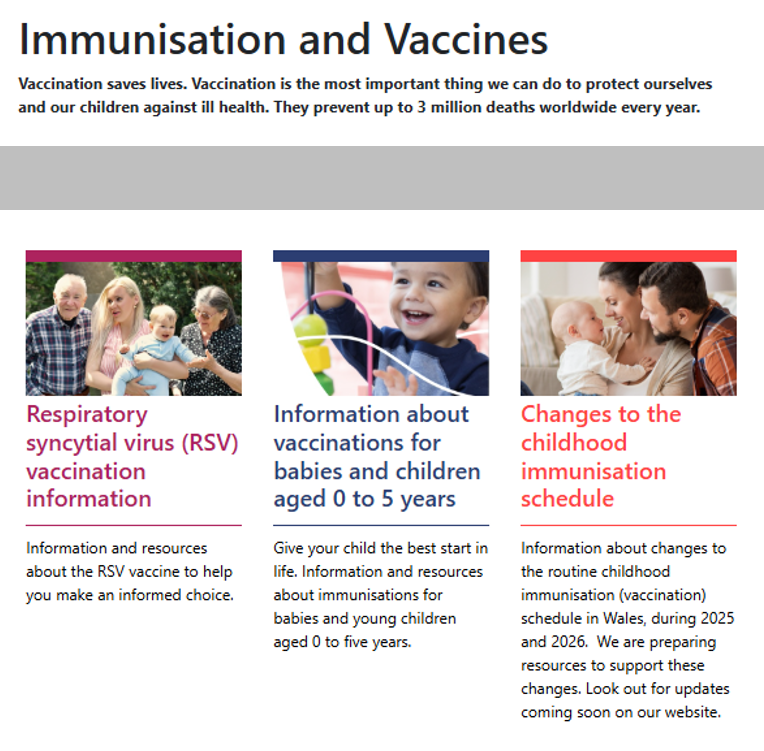 Immunisation and Vaccines
Vaccination saves lives. Vaccination is the most important thing we can do to protect ourselves
and our children against ill health. They prevent up to 3 million deaths worldwide every year.
Respiratory
syncytial virus (RSV)
vaccination
information
Information and resources
about the RSV vaccine to help
you make an informed choice.
Information about
vaccinations for
babies and children
aged 0 to 5 years
Give your child the best start in
life. Information and resources
about immunisations for
babies and young children
aged 0 to five years.
Changes to the
childhood
immunisation
schedule
Information about changes to
the routine childhood
immunisation (vaccination)
schedule in Wales, during 2025
and 2026.  We are preparing
resources to support these
changes. Look out for updates
coming soon on our website.